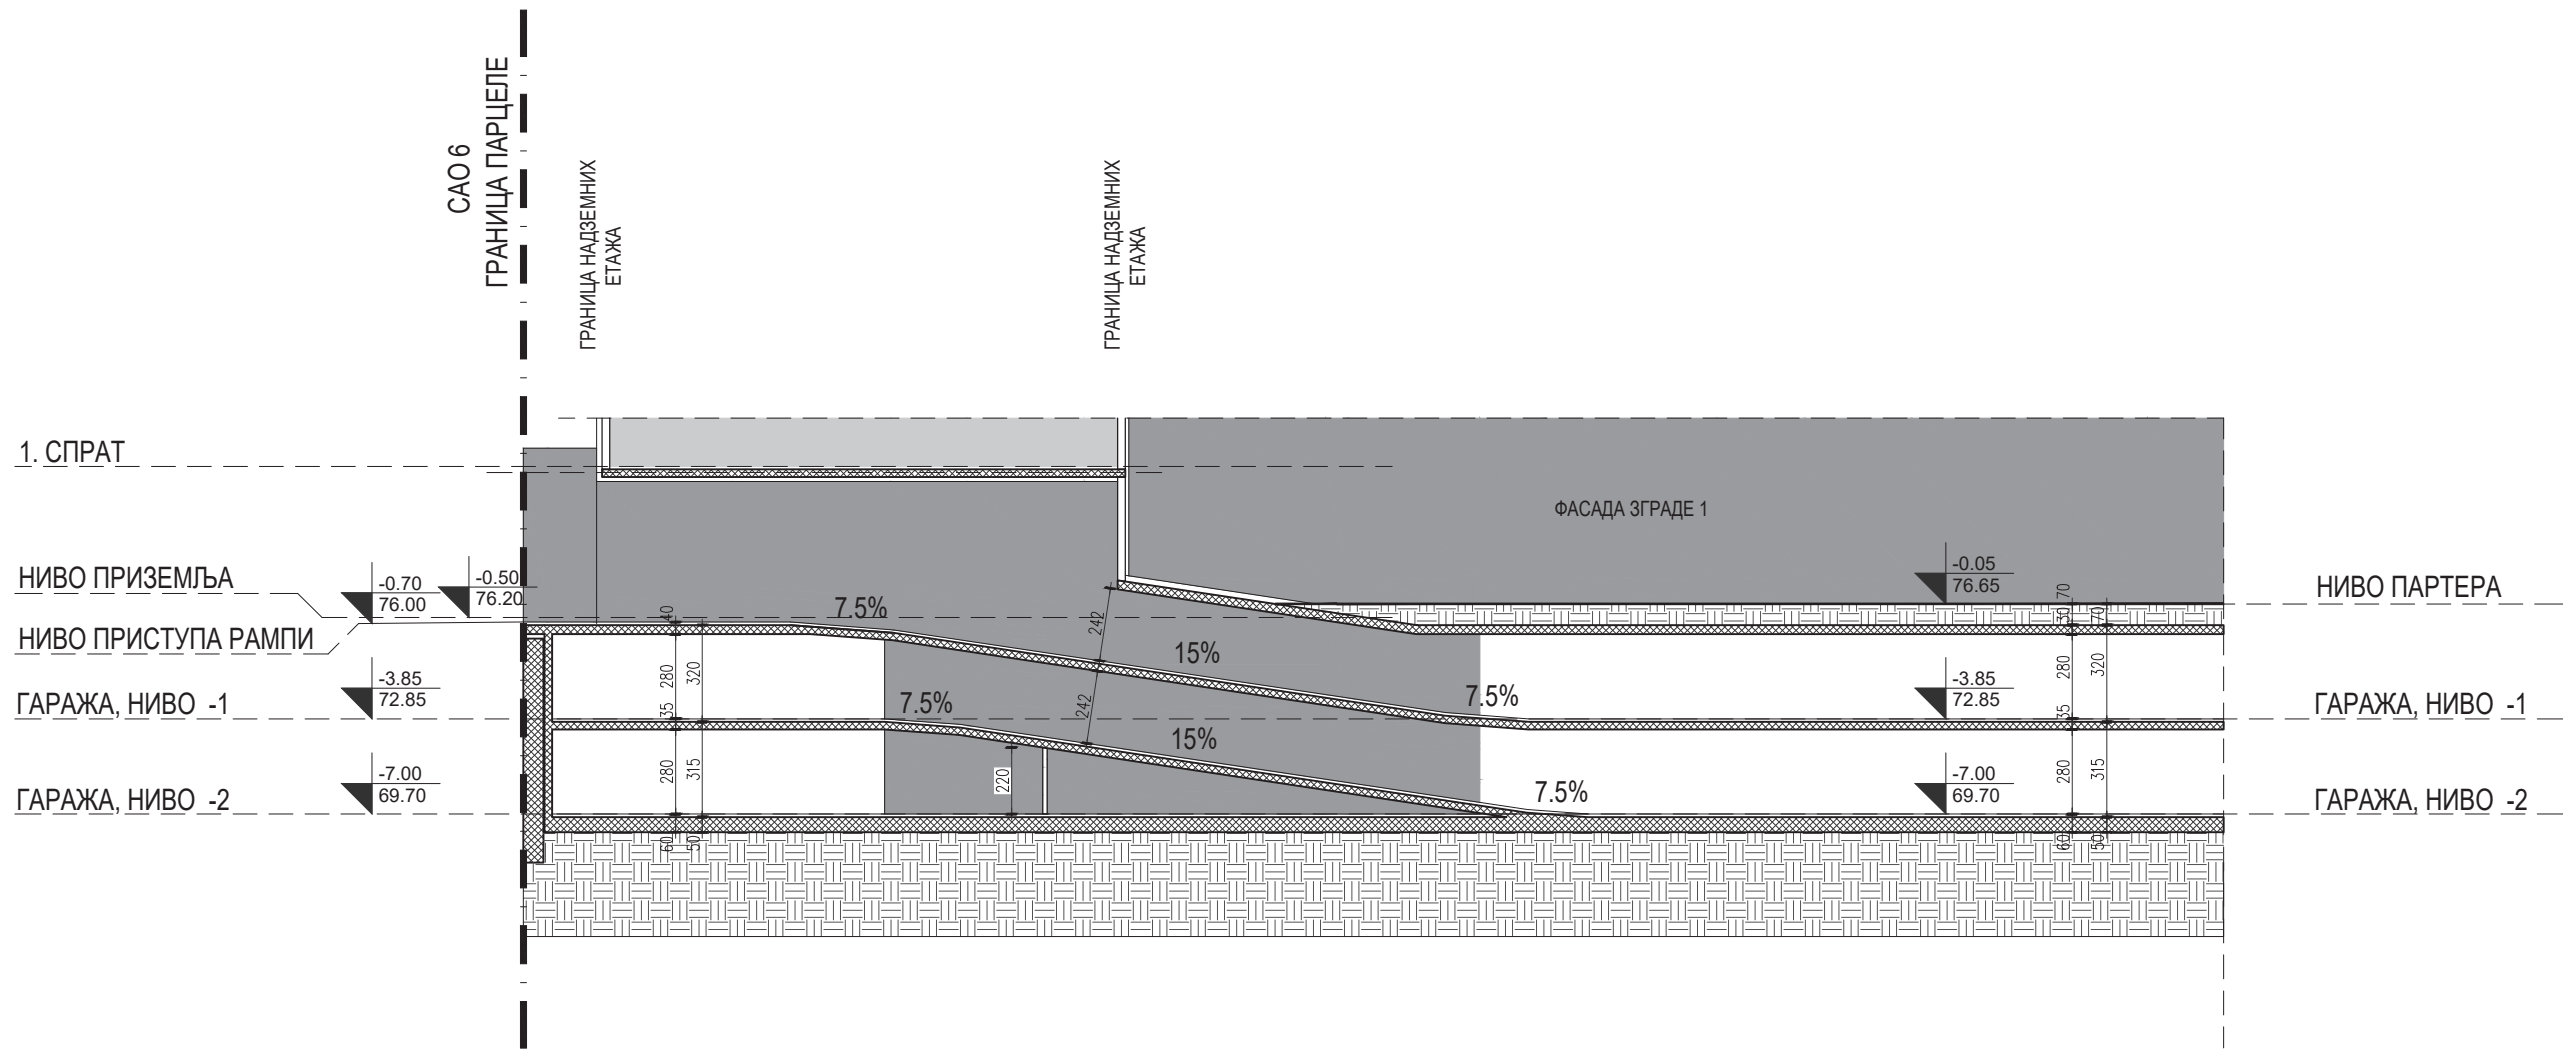 САО 6
ГРАНИЦА ПАРЦЕЛЕ
ГРАНИЦА НАДЗЕМНИХ
ЕТАЖА
ГРАНИЦА НАДЗЕМНИХ
ЕТАЖА
1. СПРАТ
ФАСАДА ЗГРАДЕ 1
НИВО ПРИЗЕМЉА
-0.70
76.00
-0.50
76.20
-0.05
76.65
НИВО ПАРТЕРА
НИВО ПРИСТУПА РАМПИ
40
7.5%
242
15%
70
30
70
280
320
280
320
ГАРАЖА, НИВО -1
-3.85
72.85
35
7.5%
242
7.5%
-3.85
72.85
35
ГАРАЖА, НИВО -1
15%
280
315
220
280
315
ГАРАЖА, НИВО -2
-7.00
69.70
7.5%
-7.00
69.70
ГАРАЖА, НИВО -2
60
50
60
50